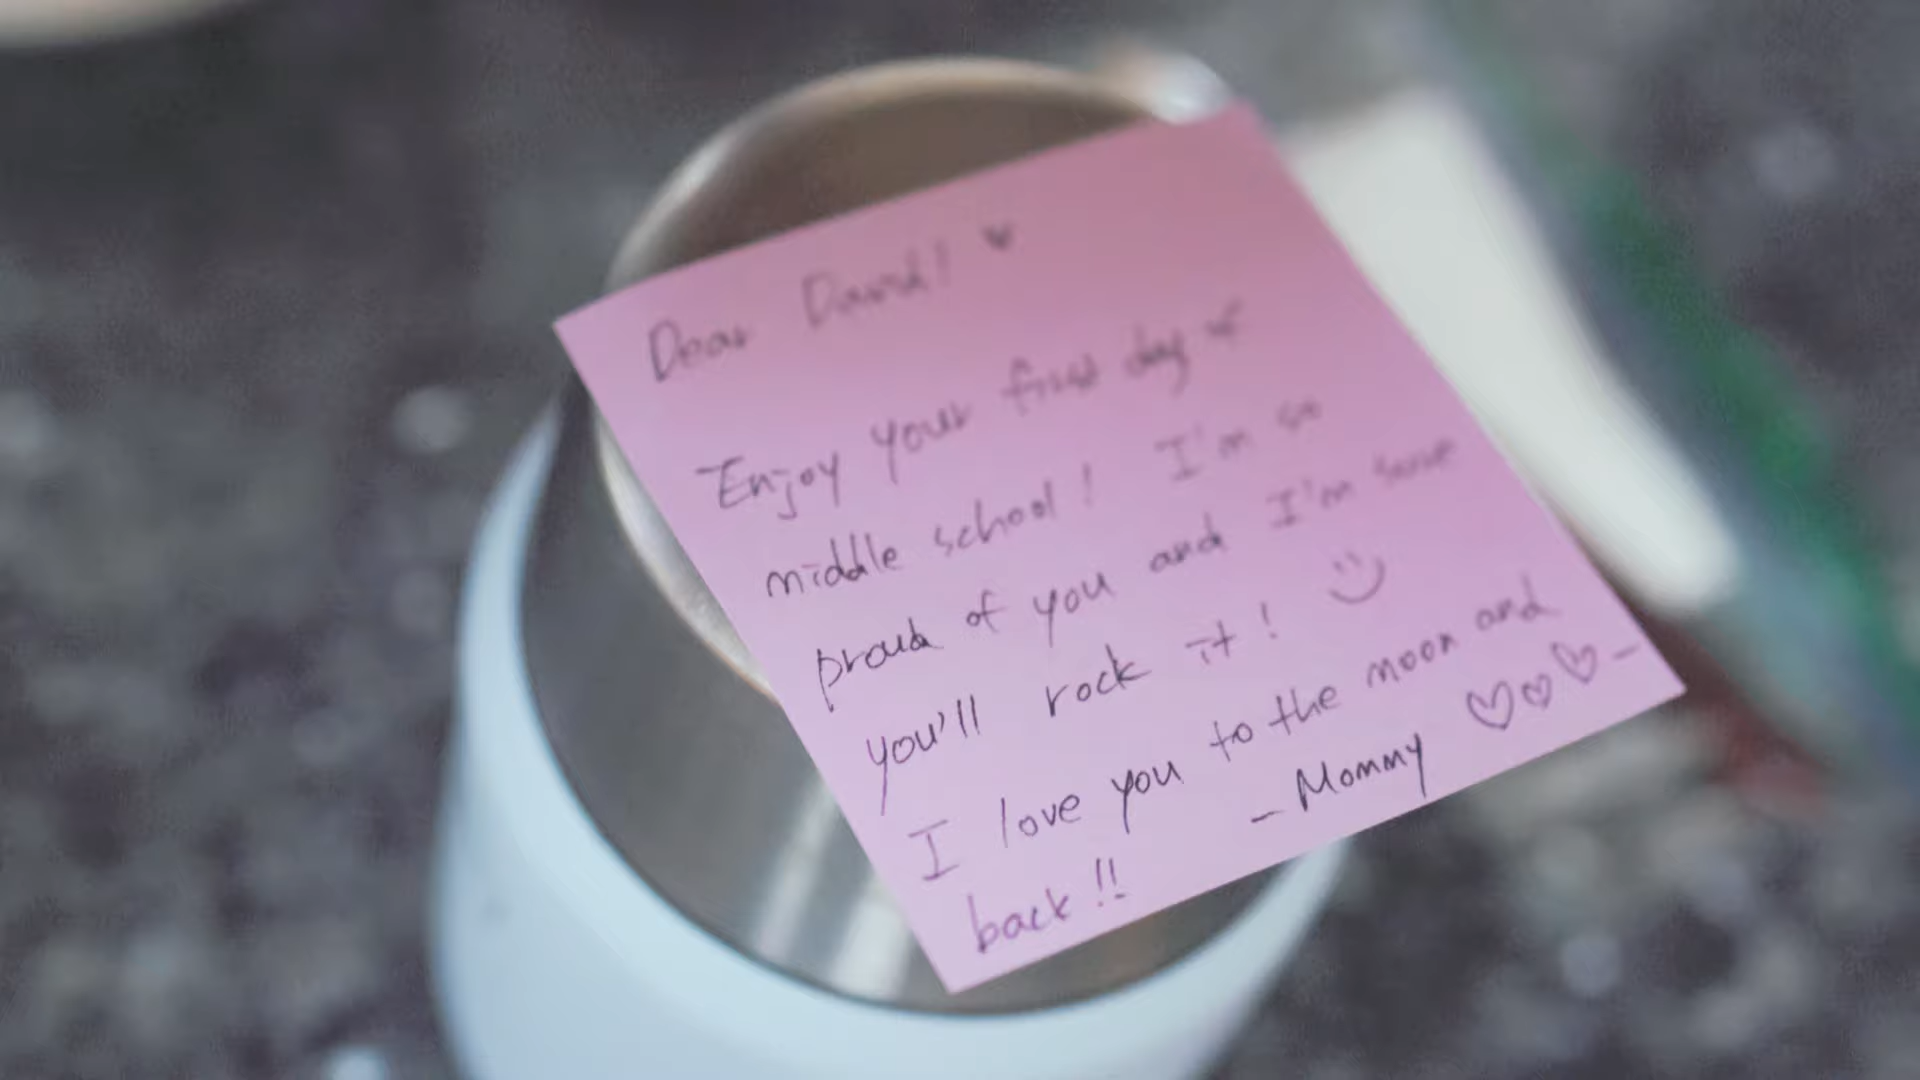 Dear David! ♥
Enjoy your first day of
middle school! I'm so
proud of you and I'm sure
you'll rock it! :)
I love you to the moon and
back!! - Mommy ♡♡♡-